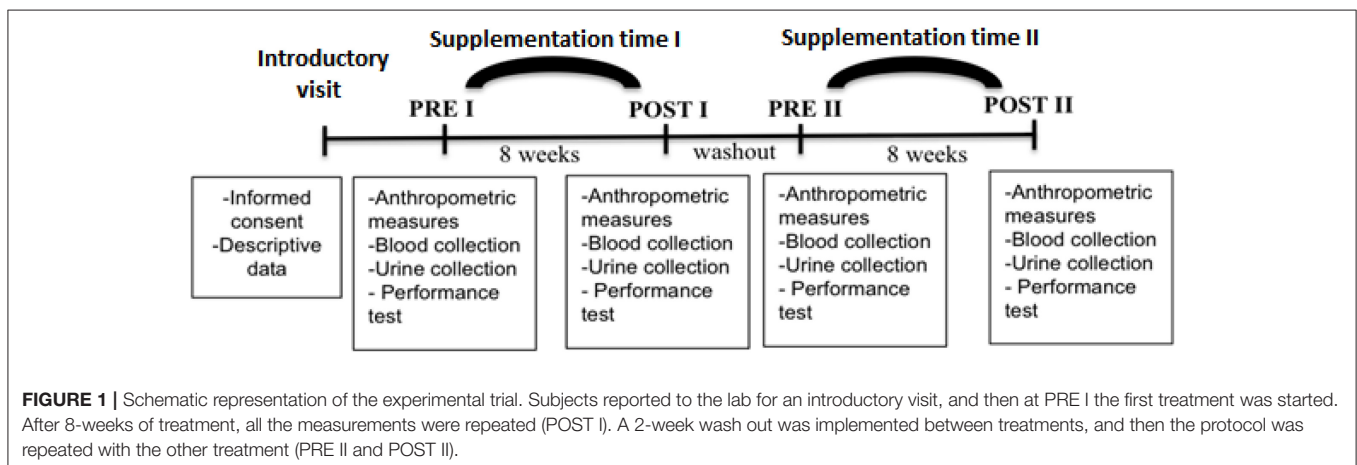 Supplementation time I
Supplementation time II
Introductory
visit
PRE I
POST I
PRE II
POST II
8 weeks
washout
8 weeks
-Informed
consent
-Descriptive
data
-Anthropometric
measures
-Blood collection
-Urine collection
- Performance
test
-Anthropometric
measures
-Blood collection
-Urine collection
- Performance
test
-Anthropometric
measures
-Blood collection
-Urine collection
- Performance
test
-Anthropometric
measures
-Blood collection
-Urine collection
- Performance
test
FIGURE 1 | Schematic representation of the experimental trial. Subjects reported to the lab for an introductory visit, and then at PRE I the first treatment was started.
After 8-weeks of treatment, all the measurements were repeated (POST I). A 2-week wash out was implemented between treatments, and then the protocol was
repeated with the other treatment (PRE II and POST II).